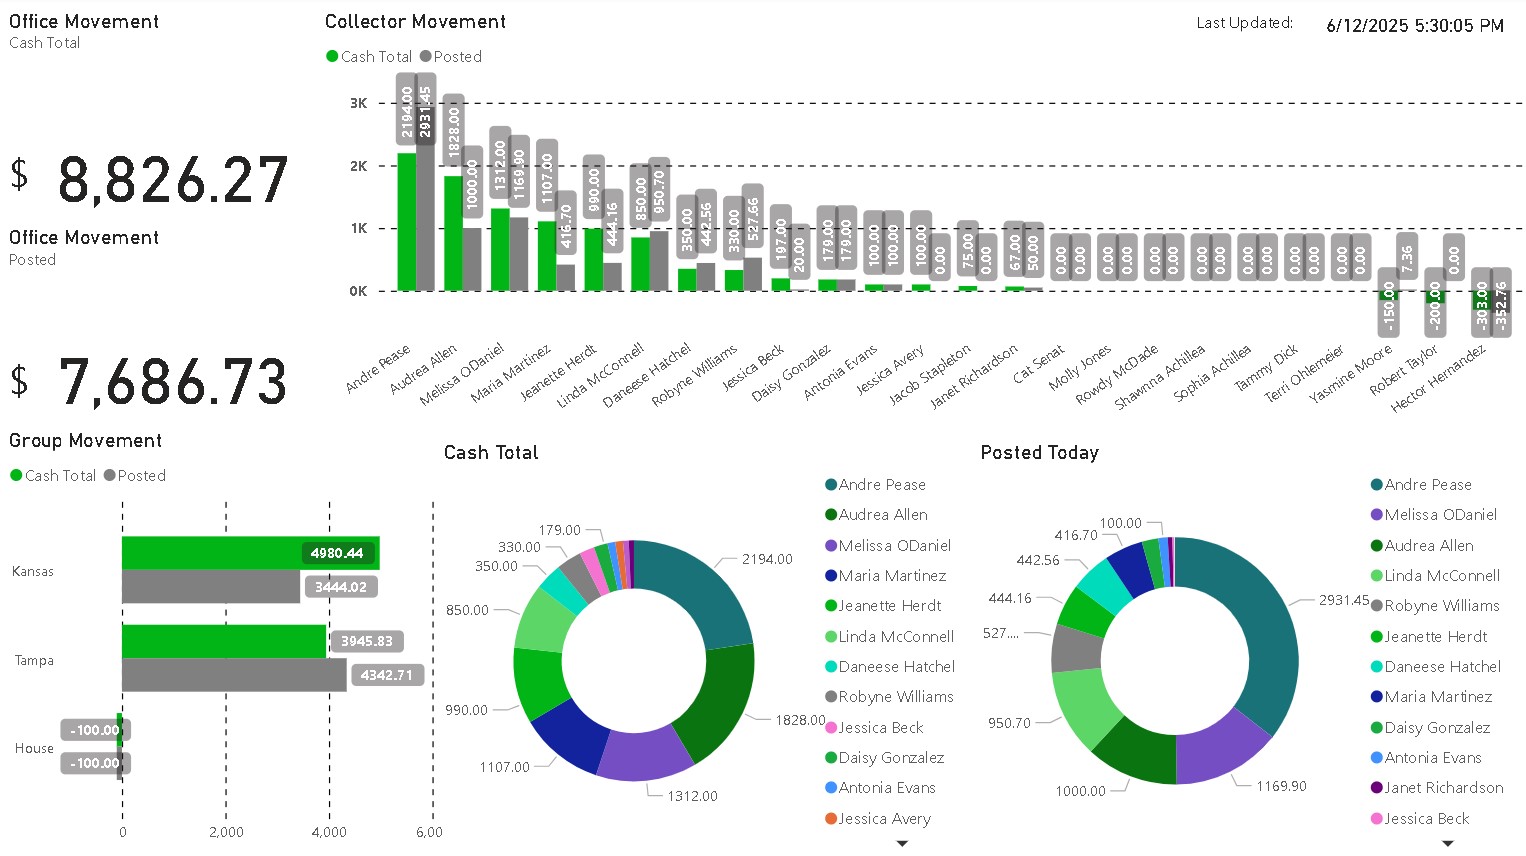 Office Movement
Cash Total
$ 8,826.27
Office Movement
Posted
$ 7,686.73
Collector Movement
Cash Total Posted
Last Updated: 6/12/2025 5:30:05 PM
3K
2K
1K
0K
2194.00 2931.45 1828.00 1000.00 1312.00 1169.90 1107.00 416.70 990.00 444.16 850.00 950.70 350.00 442.56 330.00 527.66 197.00 20.00 179.00 179.00 100.00 100.00 100.00 0.00 75.00 0.00 67.00 50.00 0.00 0.00 0.00 0.00 0.00 0.00 0.00 0.00 0.00 0.00 0.00 0.00 0.00 0.00 -150.00 7.36 -200.00 0.00 -303.00 -352.76
Andre Pease
Audrea Allen
Melissa ODaniel
Maria Martinez
Jeanette Herdt
Linda McConnell
Daneese Hatchel
Robyne Williams
Jessica Beck
Daisy Gonzalez
Antonia Evans
Jessica Avery
Jacob Stapleton
Janet Richardson
Cat Senat
Molly Jones
Rowdy McDade
Shawnna Achillea
Sophia Achillea
Tammy Dick
Terri Ohlemeier
Yasmine Moore
Robert Taylor
Hector Hernandez
Group Movement
Cash Total Posted
Kansas
4980.44
3444.02
Tampa
3945.83
4342.71
House
-100.00
-100.00
0 2,000 4,000 6,00
Cash Total
2194.00
1828.00
1312.00
1107.00
990.00
850.00
350.00
330.00
179.00
Andre Pease
Audrea Allen
Melissa ODaniel
Maria Martinez
Jeanette Herdt
Linda McConnell
Daneese Hatchel
Robyne Williams
Jessica Beck
Daisy Gonzalez
Antonia Evans
Jessica Avery
Posted Today
2931.45
1169.90
1000.00
950.70
527....
444.16
442.56
416.70
100.00
Andre Pease
Melissa ODaniel
Audrea Allen
Linda McConnell
Robyne Williams
Jeanette Herdt
Daneese Hatchel
Maria Martinez
Daisy Gonzalez
Antonia Evans
Janet Richardson
Jessica Beck